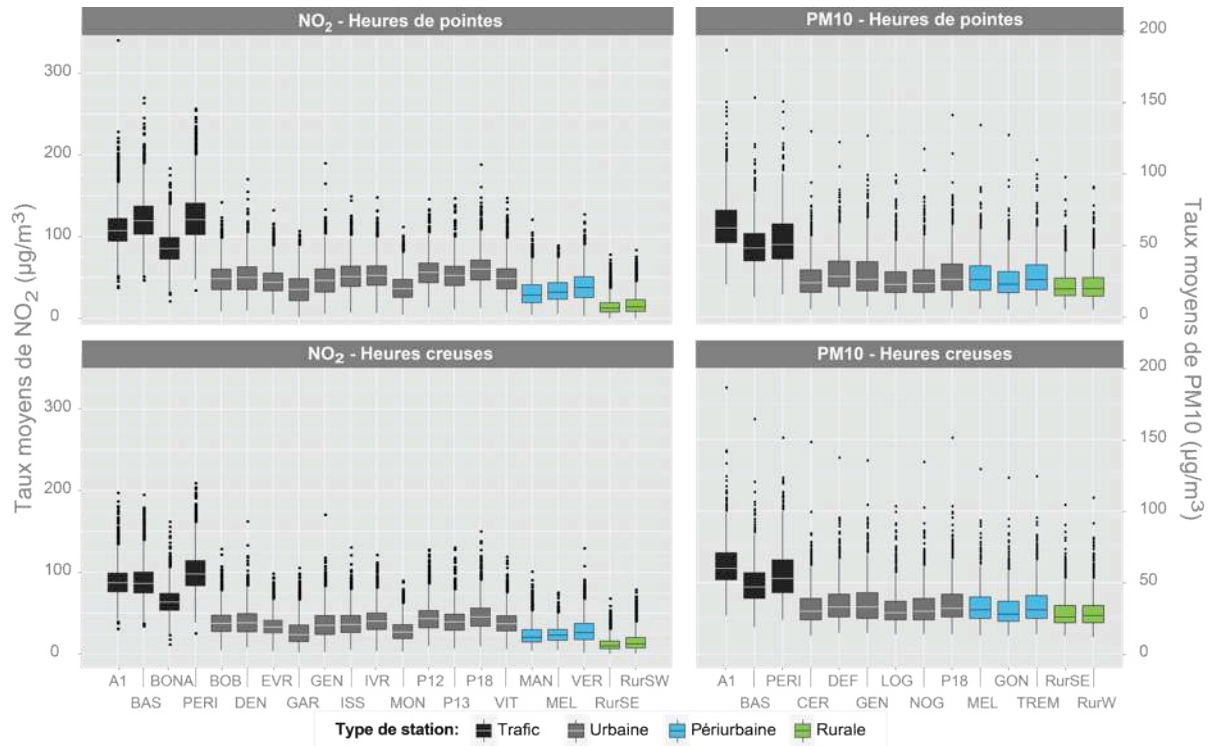 NO₂ - Heures de pointes
PM10 - Heures de pointes
Taux moyens de NO₂ (µg/m³)
300
200
100
0
200
150
100
50
0
NO₂ - Heures creuses
PM10 - Heures creuses
300
200
100
0
200
150
100
50
0
Taux moyens de PM10 (µg/m³)
A1 BONA BOB EVR GEN IVR P12 P18 MAN VER RurSW
BAS PERI DEN GAR ISS MON P13 VIT MEL RurSE
A1 PERI DEF LOG P18 GON RurSE
BAS CER GEN NOG MEL TREM RurW
Type de station: Trafic Urbaine Périurbaine Rurale